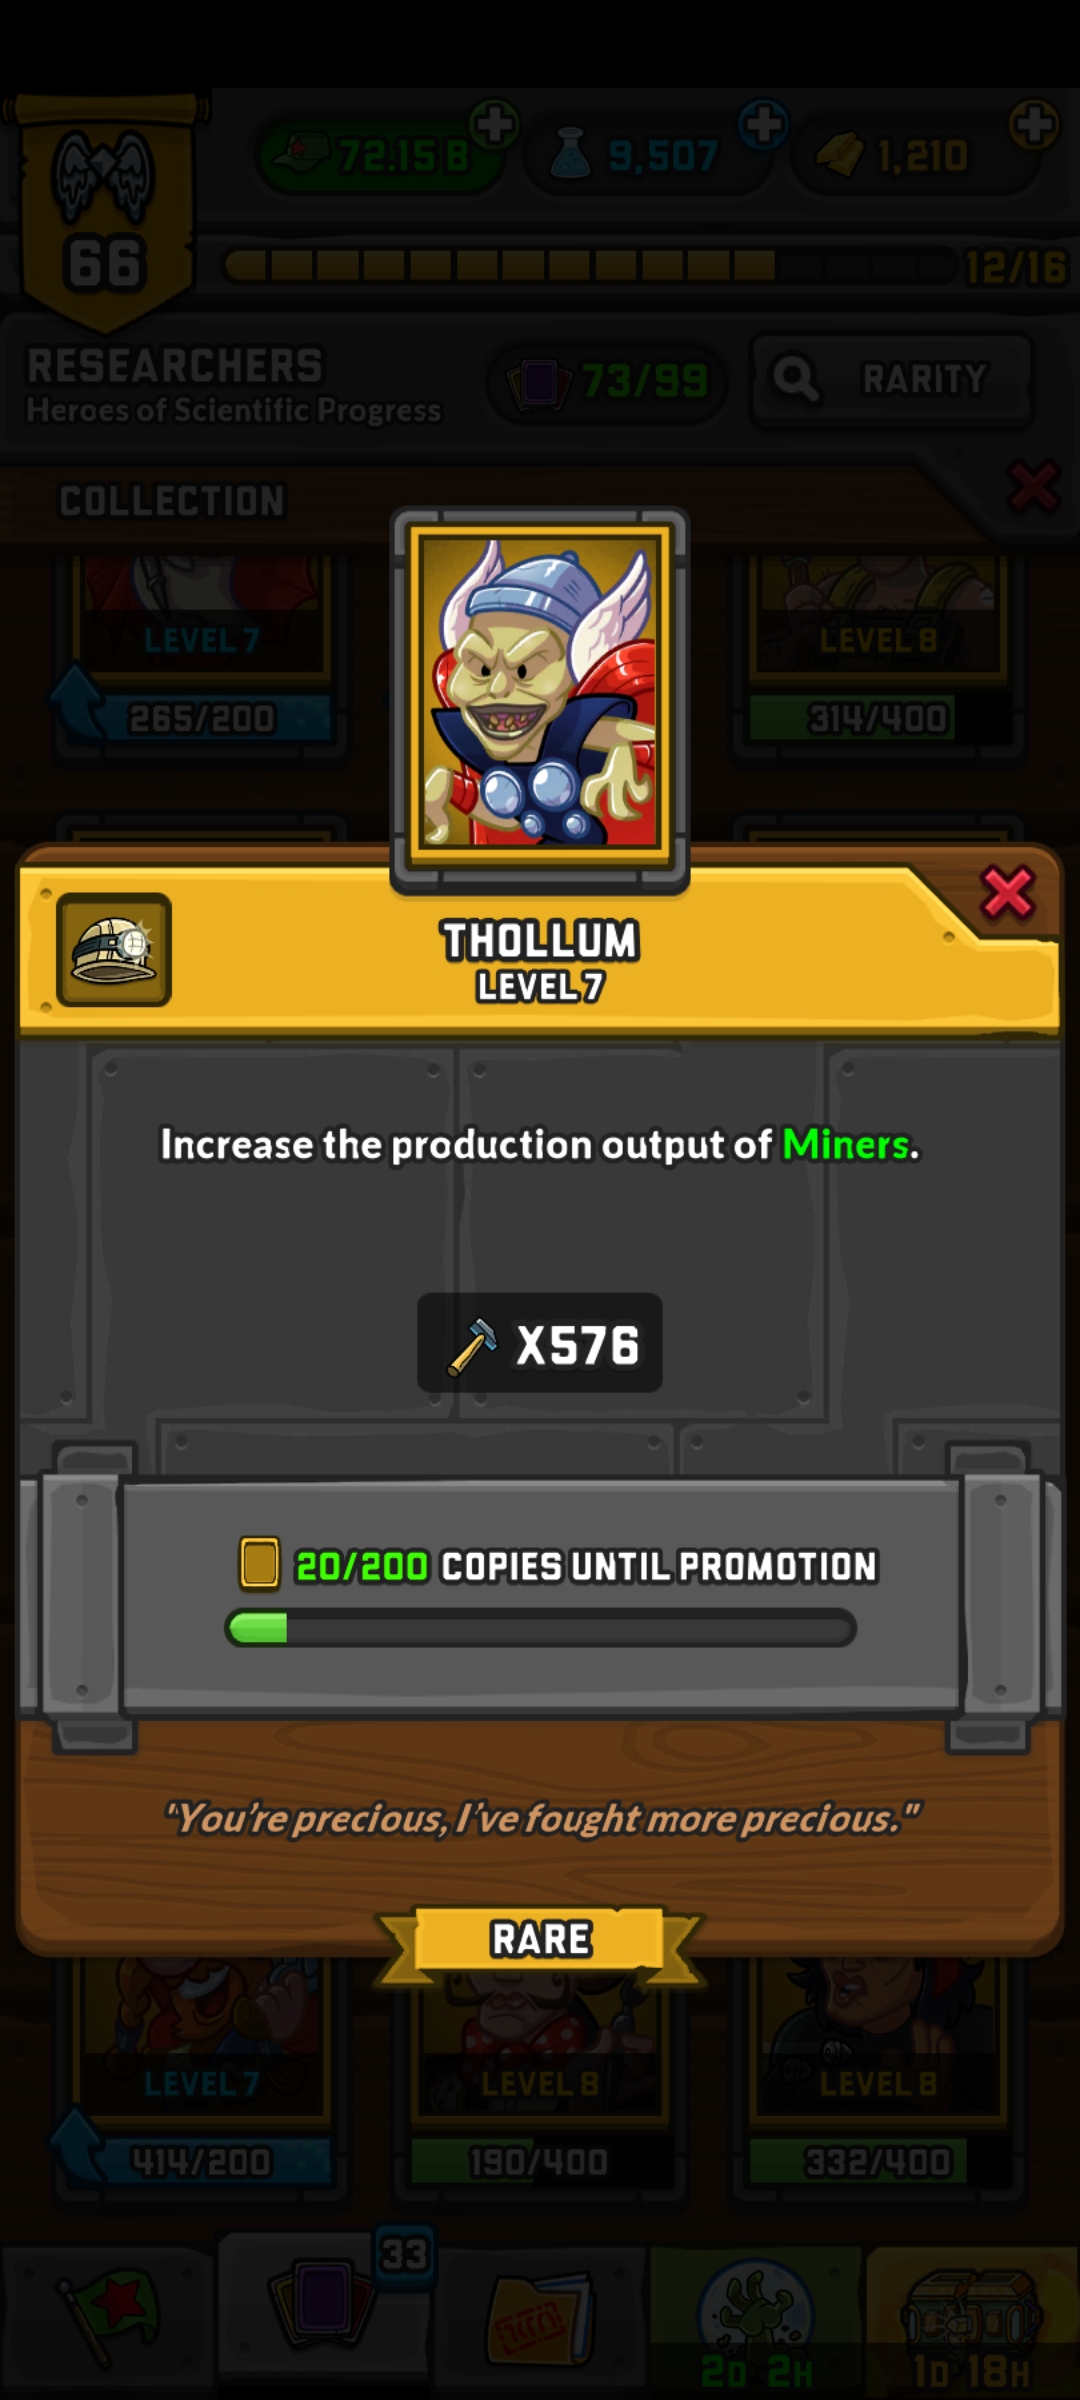 72.15 B
9,507
1,210
66
12/16
RESEARCHERS
Heroes of Scientific Progress
73/99
RARITY
COLLECTION
LEVEL 7
LEVEL 8
265/200
314/400
THOLLUM
LEVEL 7
Increase the production output of Miners.
X576
20/200 COPIES UNTIL PROMOTION
"You're precious, I've fought more precious."
RARE
LEVEL 7
LEVEL 8
LEVEL 8
414/200
190/400
332/400
33
2D 2H
1D 18H